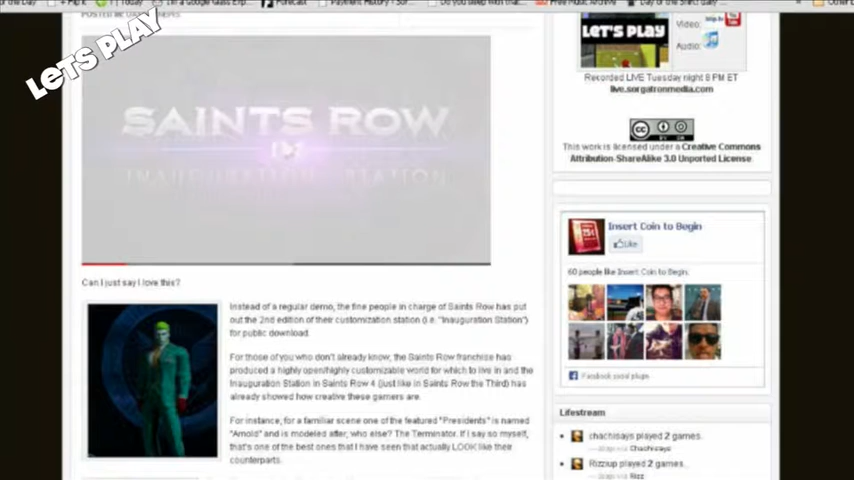 LETS PLAY
SAINTS ROW
INAUGURATION STATION
Can I just say I love this?
Instead of a regular demo, the fine people in charge of Saints Row has put
out the 2nd edition of their customization station (i.e. "Inauguration Station")
for public download.
For those of you who don't already know, the Saints Row franchise has
produced a highly open/highly customizable world for which to live in and the
Inauguration Station in Saints Row 4 (just like in Saints Row the Third) has
already showed how creative these gamers are.
For instance, for a familiar scene one of the featured "Presidents" is named
"Arnold" and is modeled after, who else? The Terminator. If I say so myself,
that's one of the best ones that I have seen that actually LOOK like their
counterparts.
LET'S PLAY
Video:
Audio:
Recorded LIVE Tuesday night 8 PM ET
live.sorgatronmedia.com
cc
This work is licensed under a Creative Commons
Attribution-ShareAlike 3.0 Unported License.
Insert Coin to Begin
Like
60 people like Insert Coin to Begin.
Facebook social plugin
Lifestream
chachisays played 2 games.
Chachisays
Rizziup played 2 games.
Rizz